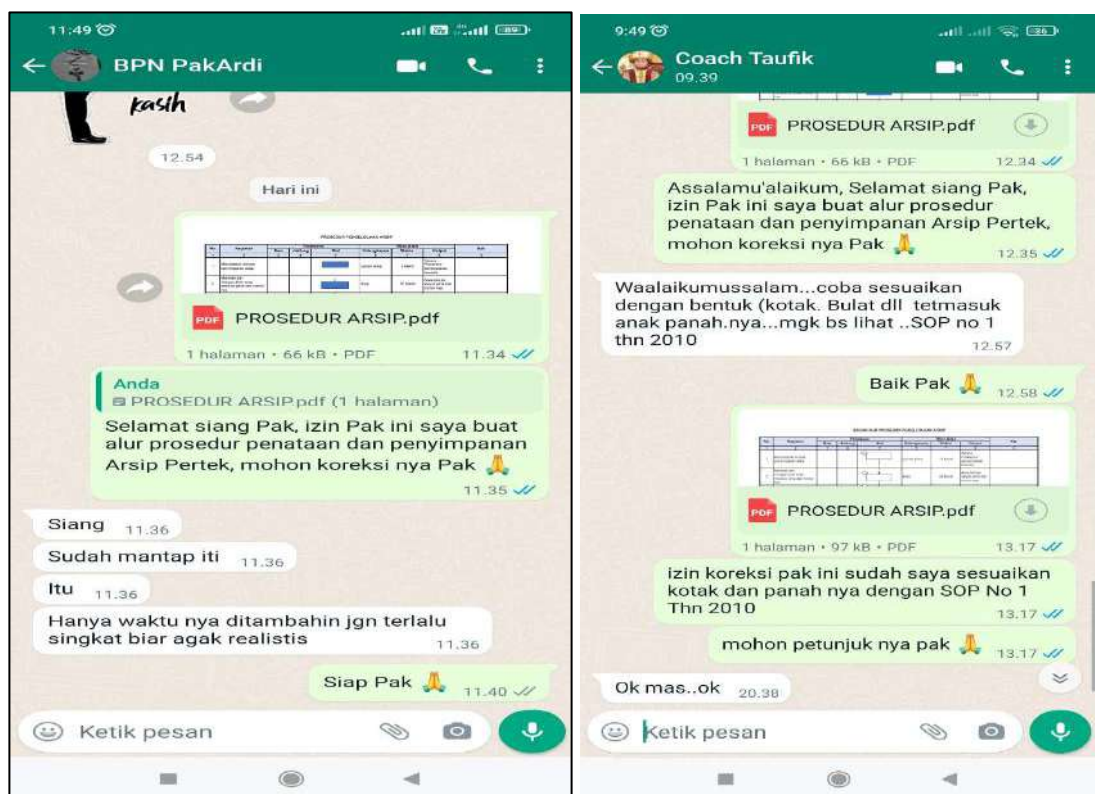 11:49
BPN PakArdi
kasih
12.54
Hari ini
PROSEDUR ARSIP.pdf
1 halaman • 66 kB • PDF 11.34
Anda
PROSEDUR ARSIP.pdf (1 halaman)
Selamat siang Pak, izin Pak ini saya buat
alur prosedur penataan dan penyimpanan
Arsip Pertek, mohon koreksi nya Pak 🙏
11.35
Siang 11.36
Sudah mantap iti 11.36
Itu 11.36
Hanya waktu nya ditambahin jgn terlalu
singkat biar agak realistis 11.36
Siap Pak 🙏 11.40
Ketik pesan
9:49
Coach Taufik
09.39
PROSEDUR ARSIP.pdf
1 halaman • 66 kB • PDF 12.34
Assalamu'alaikum, Selamat siang Pak,
izin Pak ini saya buat alur prosedur
penataan dan penyimpanan Arsip Pertek,
mohon koreksi nya Pak 🙏 12.35
Waalaikumussalam...coba sesuaikan
dengan bentuk (kotak. Bulat dll tetmasuk
anak panah.nya...mgk bs lihat ..SOP no 1
thn 2010 12.57
Baik Pak 🙏 12.58
PROSEDUR ARSIP.pdf
1 halaman • 97 kB • PDF 13.17
izin koreksi pak ini sudah saya sesuaikan
kotak dan panah nya dengan SOP No 1
Thn 2010 13.17
mohon petunjuk nya pak 🙏 13.17
Ok mas..ok 20.38
Ketik pesan